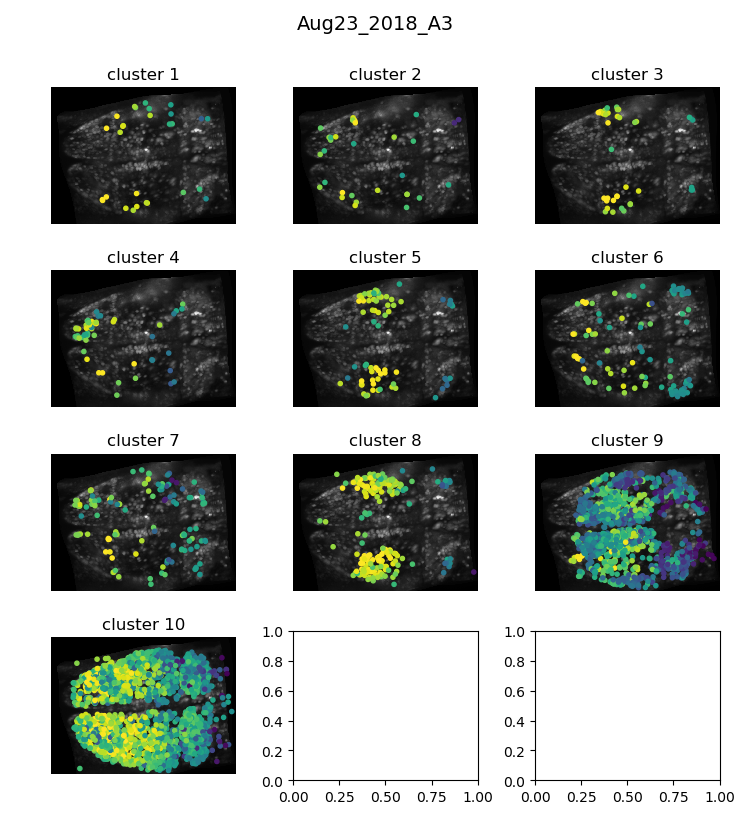 Aug23_2018_A3
cluster 1
cluster 2
cluster 3
cluster 4
cluster 5
cluster 6
cluster 7
cluster 8
cluster 9
cluster 10
1.0
0.8
0.6
0.4
0.2
0.0
0.00 0.25 0.50 0.75 1.00
1.0
0.8
0.6
0.4
0.2
0.0
0.00 0.25 0.50 0.75 1.00